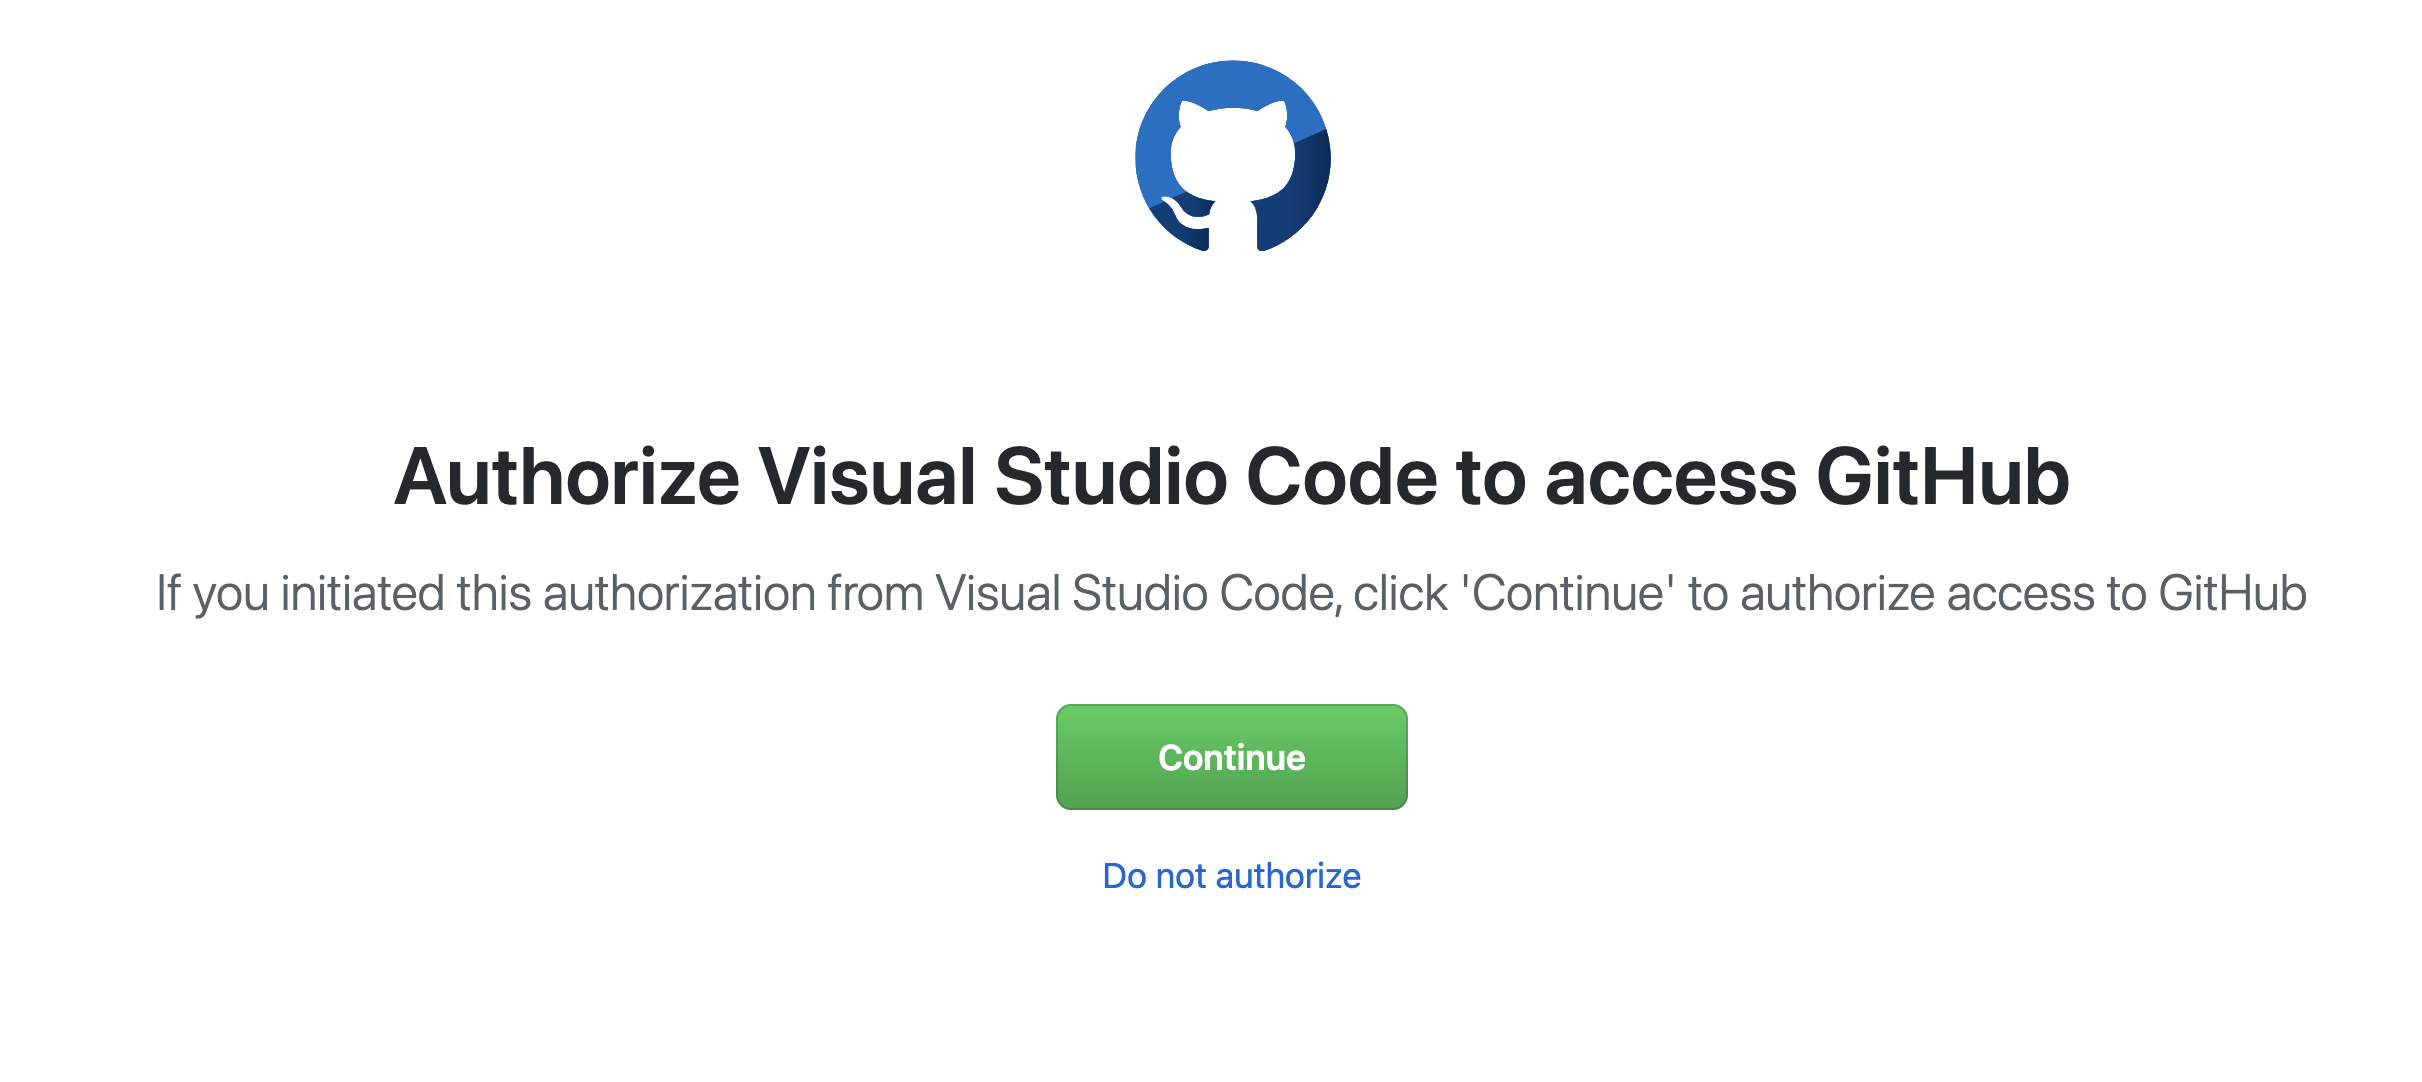 Authorize Visual Studio Code to access GitHub
If you initiated this authorization from Visual Studio Code, click 'Continue' to authorize access to GitHub
Continue
Do not authorize